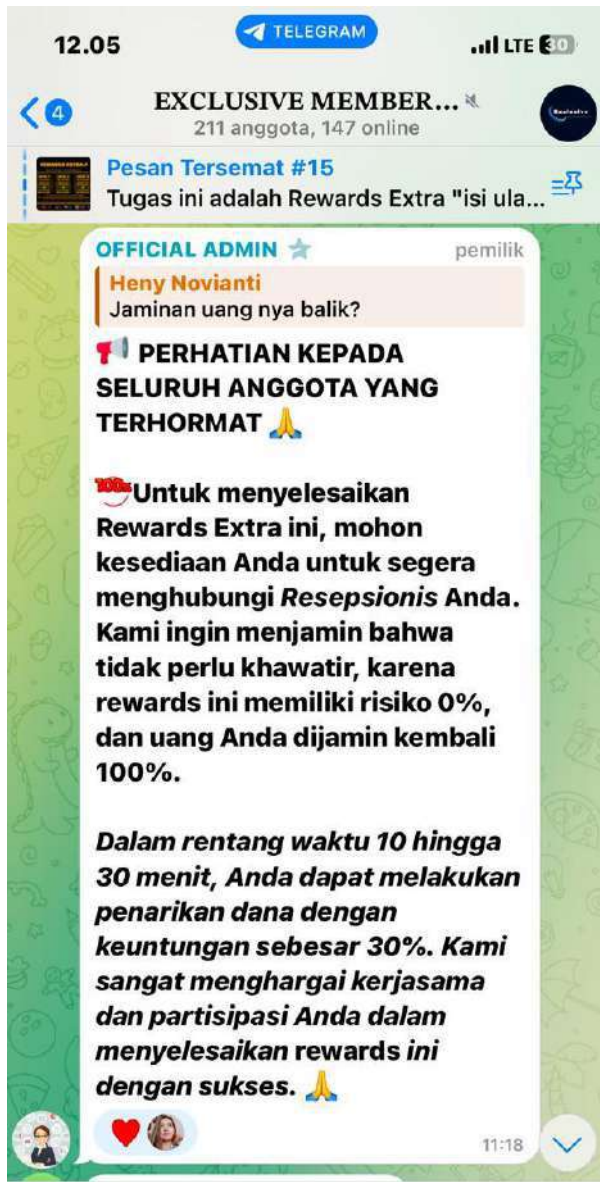 12.05
TELEGRAM
LTE 30
4
EXCLUSIVE MEMBER...
211 anggota, 147 online
Pesan Tersemat #15
Tugas ini adalah Rewards Extra "isi ula...
OFFICIAL ADMIN
pemilik
Heny Novianti
Jaminan uang nya balik?
📢 PERHATIAN KEPADA
SELURUH ANGGOTA YANG
TERHORMAT 🙏
💯Untuk menyelesaikan
Rewards Extra ini, mohon
kesediaan Anda untuk segera
menghubungi Resepsionis Anda.
Kami ingin menjamin bahwa
tidak perlu khawatir, karena
rewards ini memiliki risiko 0%,
dan uang Anda dijamin kembali
100%.
Dalam rentang waktu 10 hingga
30 menit, Anda dapat melakukan
penarikan dana dengan
keuntungan sebesar 30%. Kami
sangat menghargai kerjasama
dan partisipasi Anda dalam
menyelesaikan rewards ini
dengan sukses. 🙏
11:18